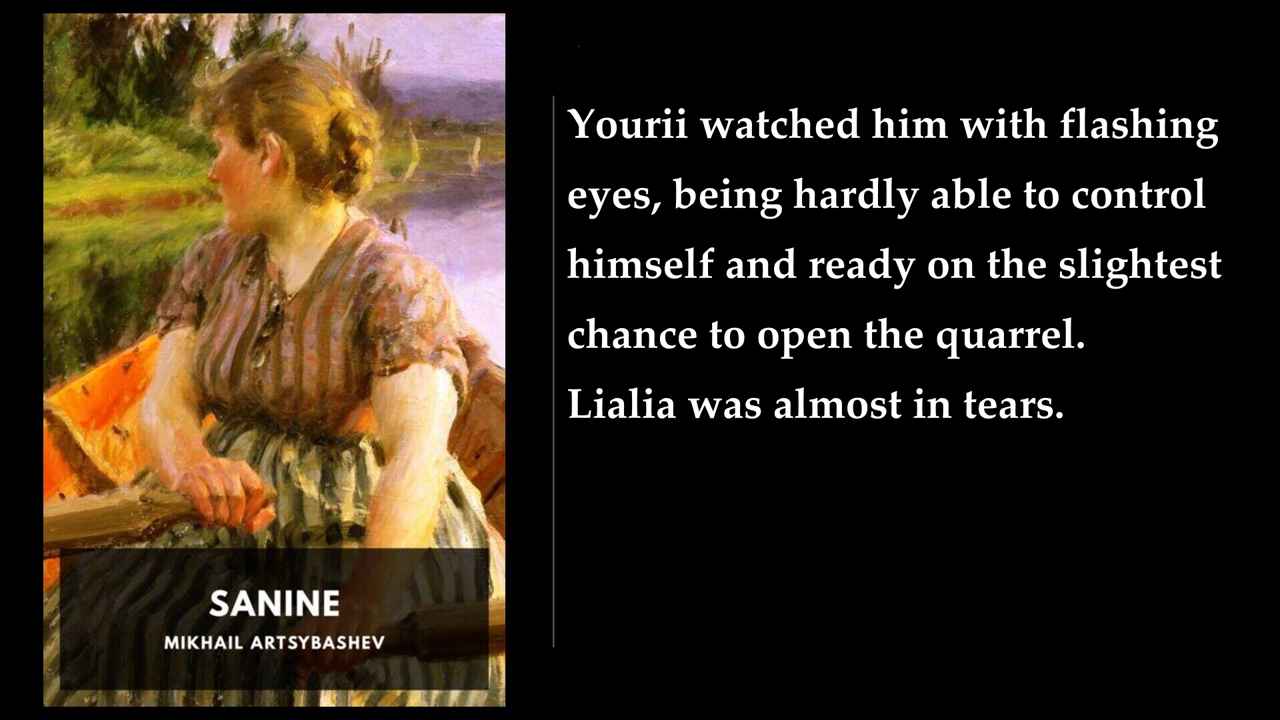 SANINE
MIKHAIL ARTSYBASHEV
Yourii watched him with flashing
eyes, being hardly able to control
himself and ready on the slightest
chance to open the quarrel.
Lialia was almost in tears.